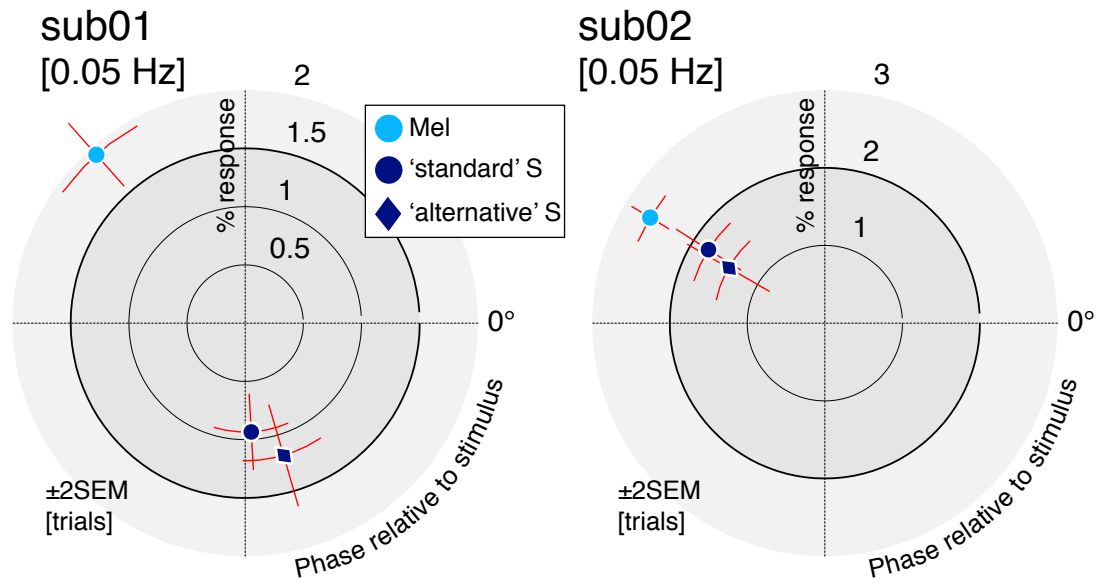 sub01
[0.05 Hz]
2
1.5
1
0.5
% response
0°
Mel
‘standard’ S
‘alternative’ S
±2SEM
[trials]
Phase relative to stimulus
sub02
[0.05 Hz]
3
2
1
% response
0°
±2SEM
[trials]
Phase relative to stimulus